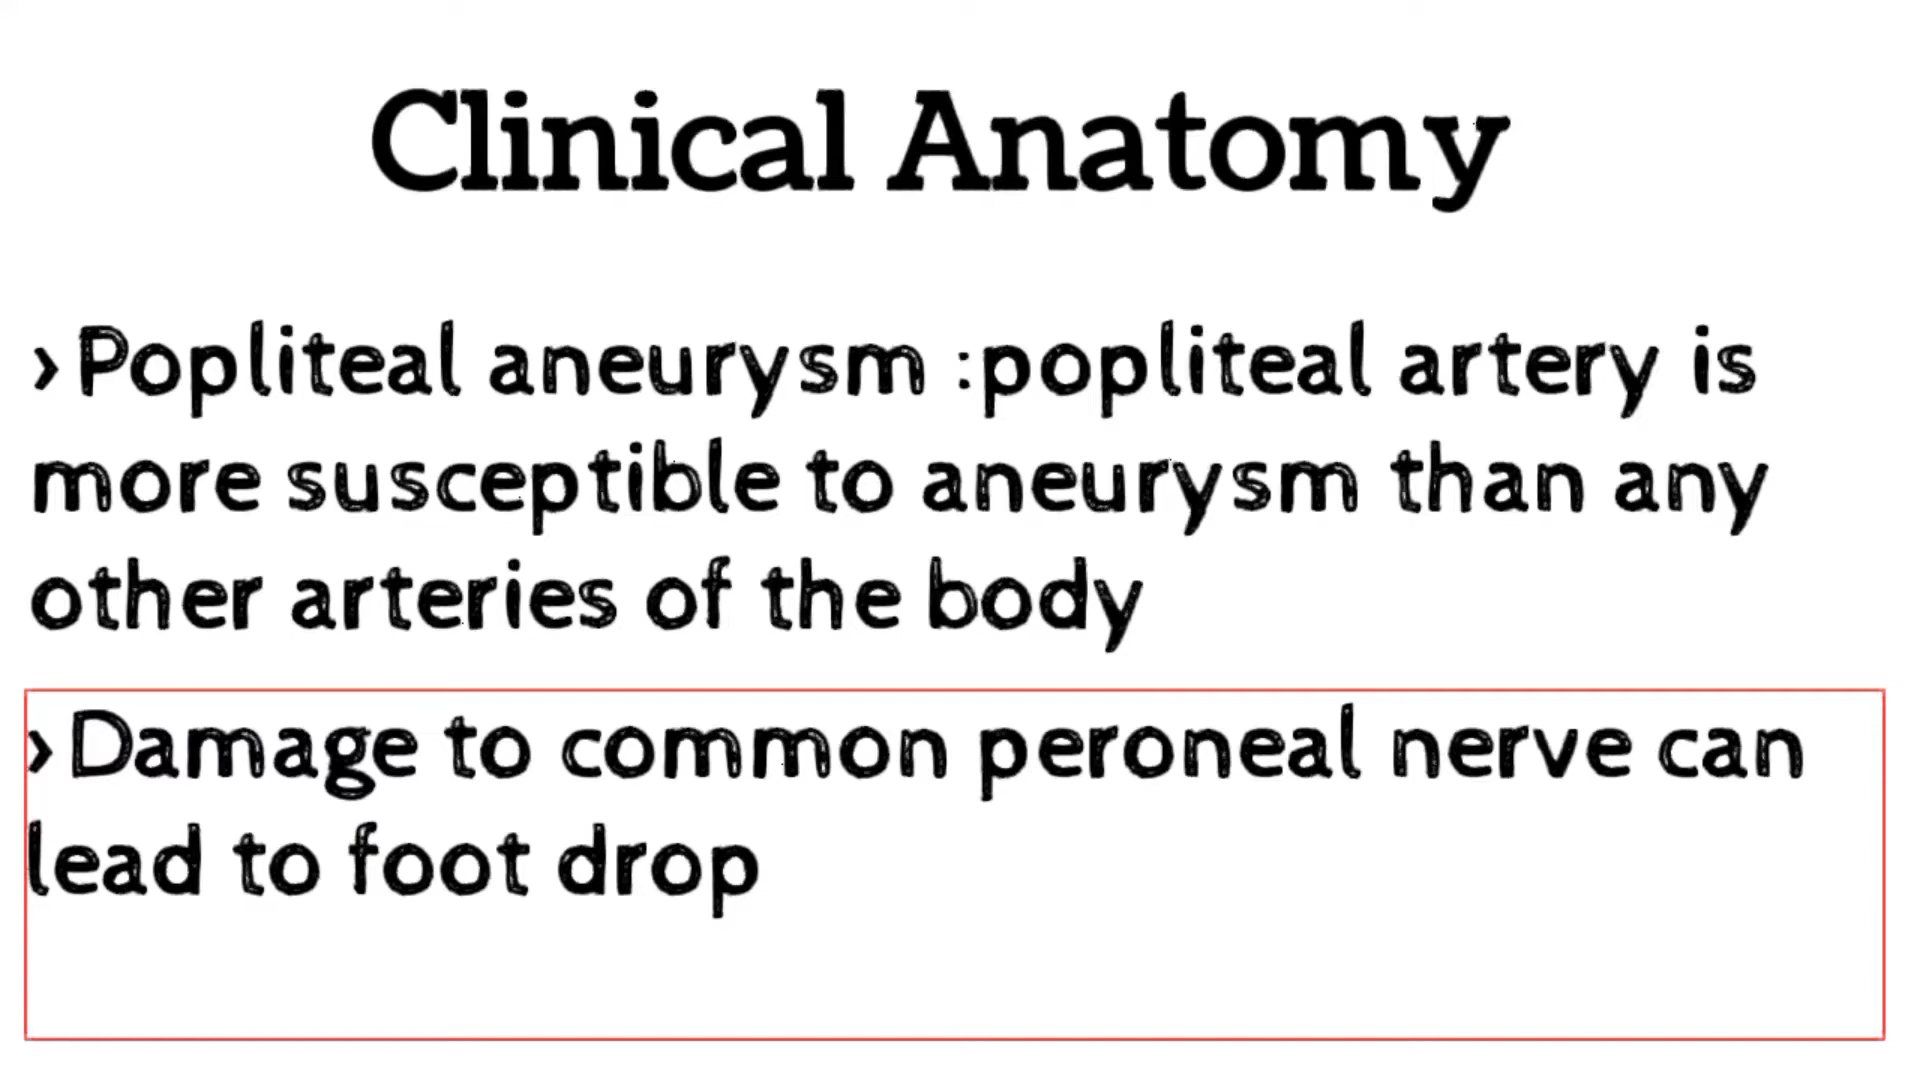 Clinical Anatomy
› Popliteal aneurysm :popliteal artery is
more susceptible to aneurysm than any
other arteries of the body
› Damage to common peroneal nerve can
lead to foot drop